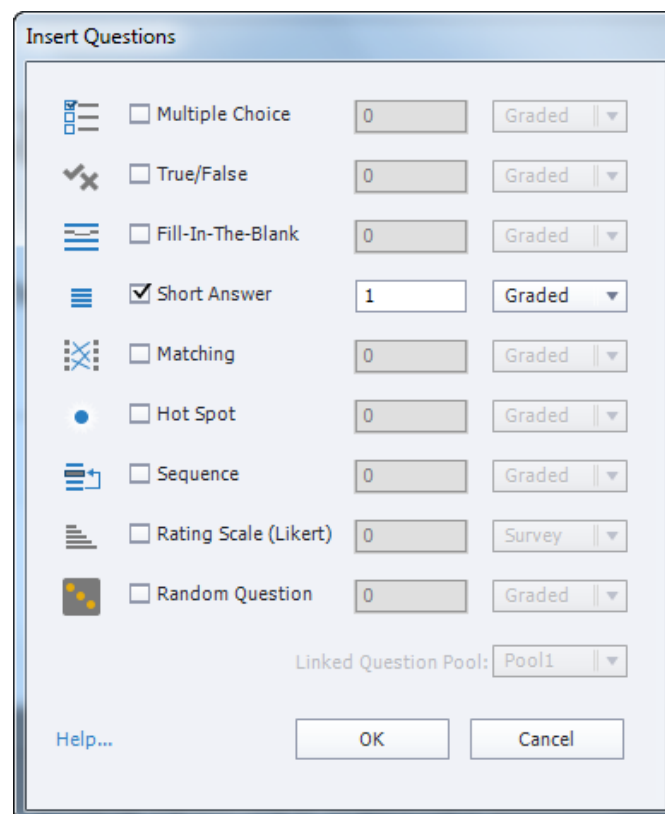 Insert Questions
Multiple Choice 0 Graded
True/False 0 Graded
Fill-In-The-Blank 0 Graded
Short Answer 1 Graded
Matching 0 Graded
Hot Spot 0 Graded
Sequence 0 Graded
Rating Scale (Likert) 0 Survey
Random Question 0 Graded
Linked Question Pool: Pool1
Help... OK Cancel